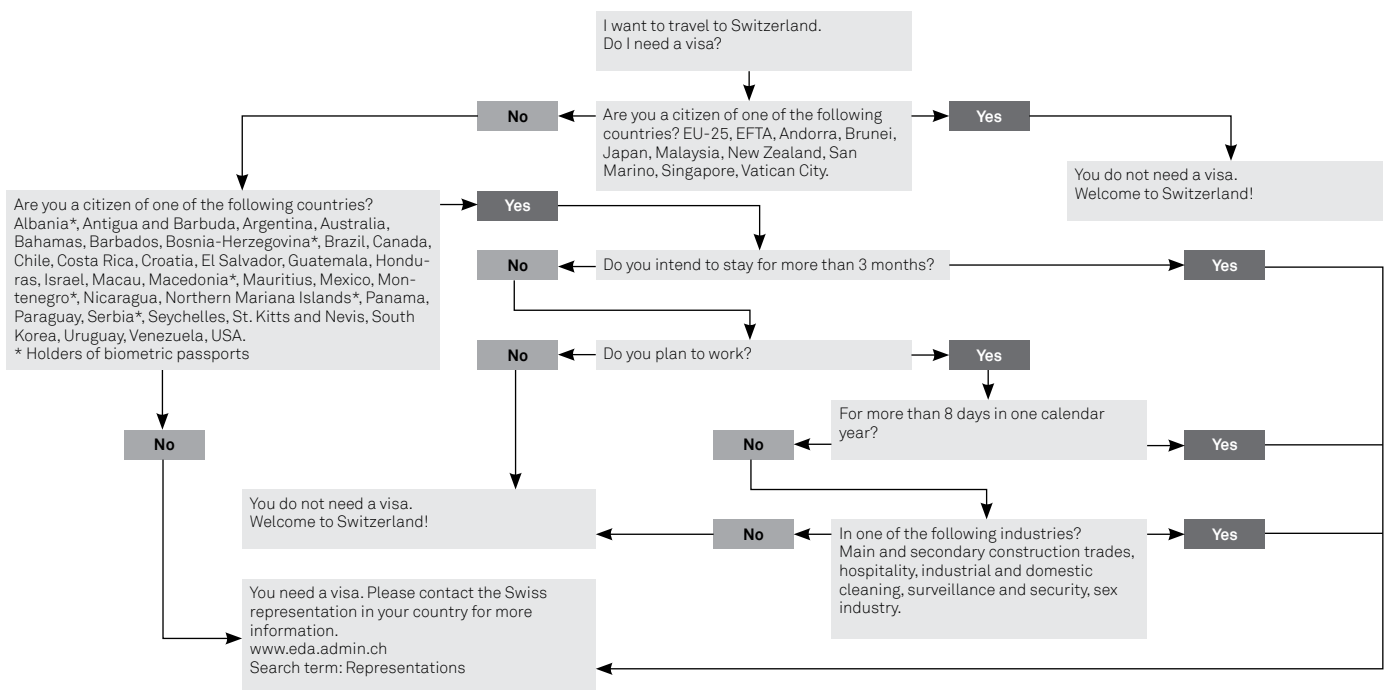 I want to travel to Switzerland.
Do I need a visa?
No
Are you a citizen of one of the following
countries? EU-25, EFTA, Andorra, Brunei,
Japan, Malaysia, New Zealand, San
Marino, Singapore, Vatican City.
Yes
You do not need a visa.
Welcome to Switzerland!
Are you a citizen of one of the following countries?
Albania*, Antigua and Barbuda, Argentina, Australia,
Bahamas, Barbados, Bosnia-Herzegovina*, Brazil, Canada,
Chile, Costa Rica, Croatia, El Salvador, Guatemala, Hondu-
ras, Israel, Macau, Macedonia*, Mauritius, Mexico, Mon-
tenegro*, Nicaragua, Northern Mariana Islands*, Panama,
Paraguay, Serbia*, Seychelles, St. Kitts and Nevis, South
Korea, Uruguay, Venezuela, USA.
* Holders of biometric passports
Yes
No
Do you intend to stay for more than 3 months?
Yes
No
Do you plan to work?
Yes
No
For more than 8 days in one calendar
year?
No
Yes
You do not need a visa.
Welcome to Switzerland!
No
In one of the following industries?
Main and secondary construction trades,
hospitality, industrial and domestic
cleaning, surveillance and security, sex
industry.
Yes
You need a visa. Please contact the Swiss
representation in your country for more
information.
www.eda.admin.ch
Search term: Representations